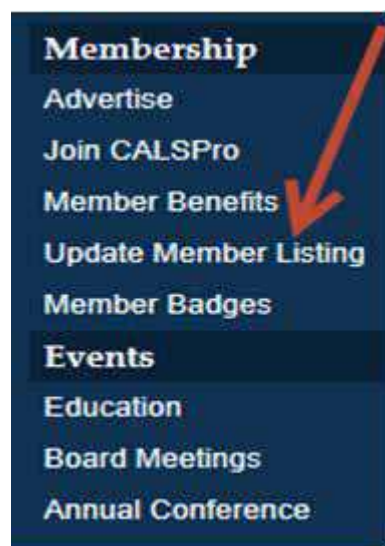 Membership
Advertise
Join CALSPro
Member Benefits
Update Member Listing
Member Badges
Events
Education
Board Meetings
Annual Conference